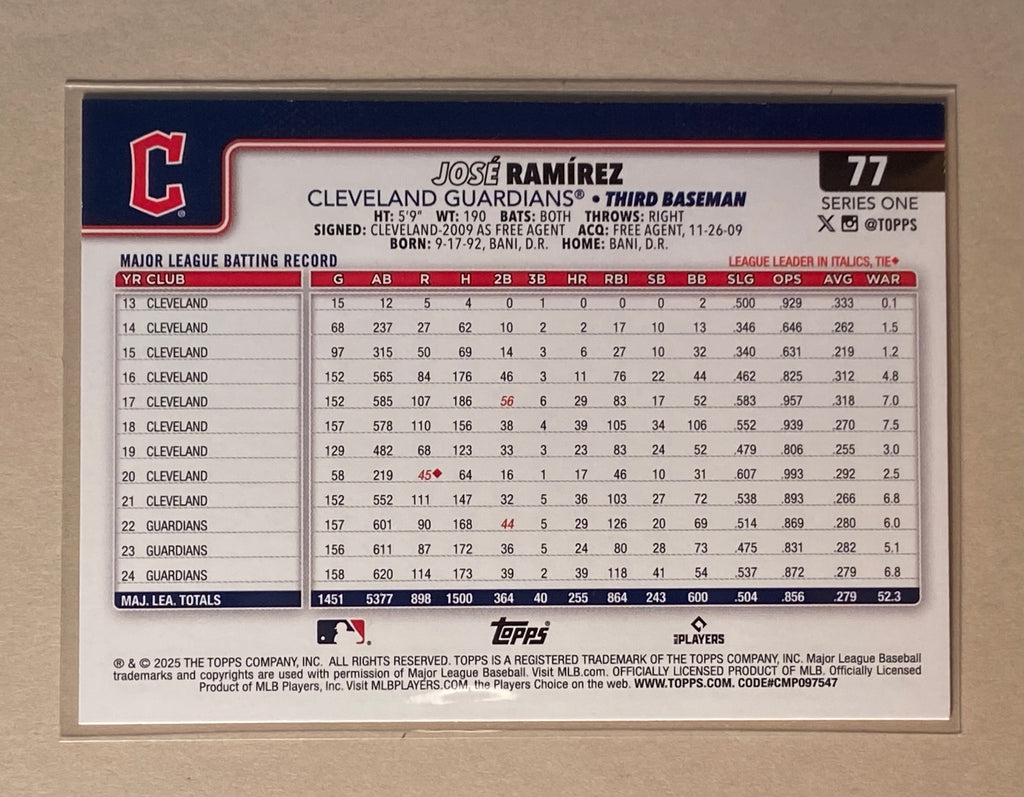 C
®
JOSÉ RAMÍREZ
77
CLEVELAND GUARDIANS® • THIRD BASEMAN
SERIES ONE
HT: 5'9" WT: 190 BATS: BOTH THROWS: RIGHT
@TOPPS
SIGNED: CLEVELAND-2009 AS FREE AGENT ACQ: FREE AGENT, 11-26-09
BORN: 9-17-92, BANI, D.R. HOME: BANI, D.R.
MAJOR LEAGUE BATTING RECORD LEAGUE LEADER IN ITALICS, TIE◆
YR CLUB G AB R H 2B 3B HR RBI SB BB SLG OPS AVG WAR
13 CLEVELAND 15 12 5 4 0 1 0 0 0 2 .500 .929 .333 0.1
14 CLEVELAND 68 237 27 62 10 2 2 17 10 13 .346 .646 .262 1.5
15 CLEVELAND 97 315 50 69 14 3 6 27 10 32 .340 .631 .219 1.2
16 CLEVELAND 152 565 84 176 46 3 11 76 22 44 .462 .825 .312 4.8
17 CLEVELAND 152 585 107 186 56 6 29 83 17 52 .583 .957 .318 7.0
18 CLEVELAND 157 578 110 156 38 4 39 105 34 106 .552 .939 .270 7.5
19 CLEVELAND 129 482 68 123 33 3 23 83 24 52 .479 .806 .255 3.0
20 CLEVELAND 58 219 45◆ 64 16 1 17 46 10 31 .607 .993 .292 2.5
21 CLEVELAND 152 552 111 147 32 5 36 103 27 72 .538 .893 .266 6.8
22 GUARDIANS 157 601 90 168 44 5 29 126 20 69 .514 .869 .280 6.0
23 GUARDIANS 156 611 87 172 36 5 24 80 28 73 .475 .831 .282 5.1
24 GUARDIANS 158 620 114 173 39 2 39 118 41 54 .537 .872 .279 6.8
MAJ. LEA. TOTALS 1451 5377 898 1500 364 40 255 864 243 600 .504 .856 .279 52.3
® Topps® MLB PLAYERS
® & © 2025 THE TOPPS COMPANY, INC. ALL RIGHTS RESERVED. TOPPS IS A REGISTERED TRADEMARK OF THE TOPPS COMPANY, INC. Major League Baseball
trademarks and copyrights are used with permission of Major League Baseball. Visit MLB.com. OFFICIALLY LICENSED PRODUCT OF MLB. Officially Licensed
Product of MLB Players, Inc. Visit MLBPLAYERS.COM, the Players Choice on the web. WWW.TOPPS.COM. CODE#CMP097547